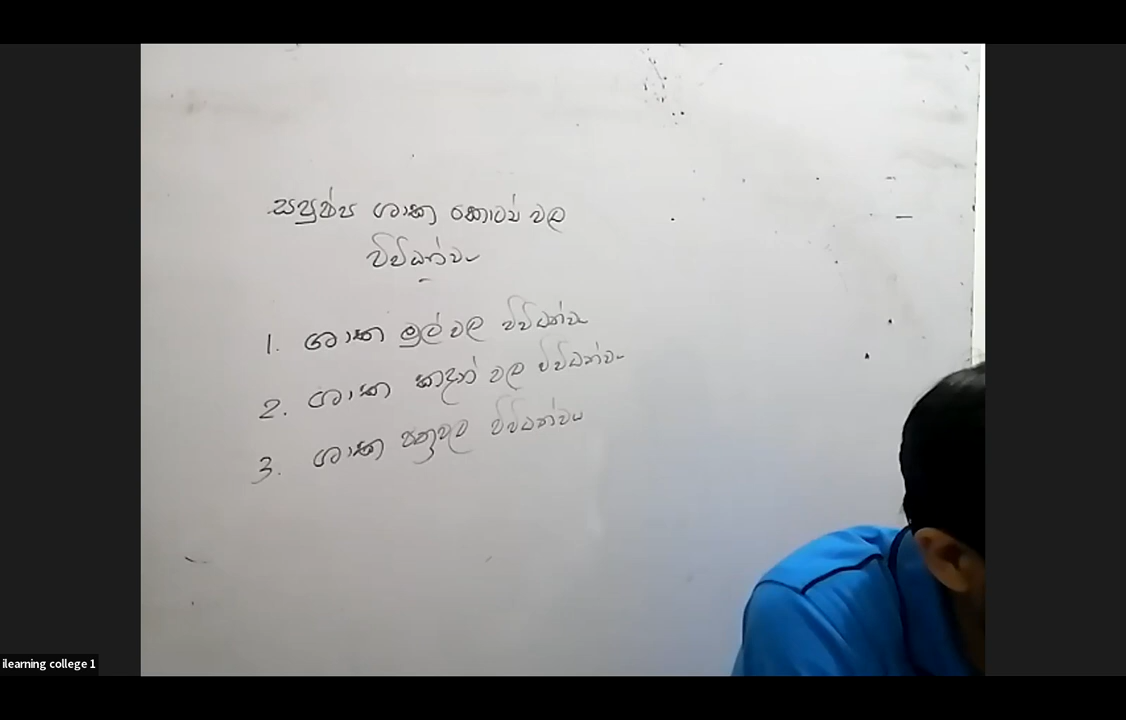 සපුෂ්ප ශාක කොටස් වල
විවිධත්වය
1. ශාක මුල් වල විවිධත්වය
2. ශාක කඳන් වල විවිධත්වය
3. ශාක පත්‍රවල විවිධත්වය
ilearning college 1